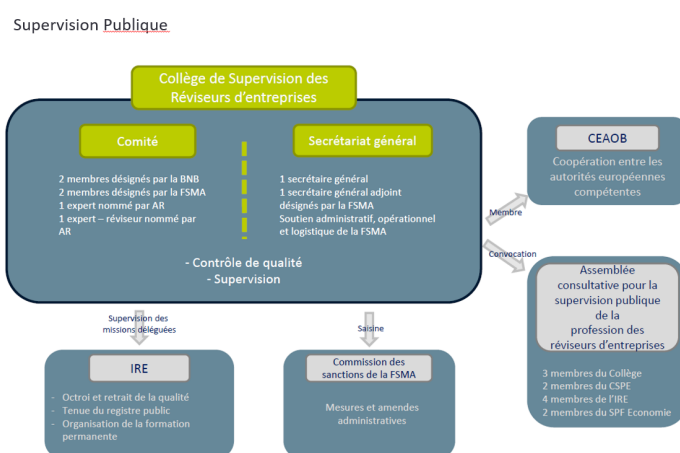 Supervision Publique
Collège de Supervision des
Réviseurs d'entreprises
Comité
2 membres désignés par la BNB
2 membres désignés par la FSMA
1 expert nommé par AR
1 expert – réviseur nommé par
AR
Secrétariat général
1 secrétaire général
1 secrétaire général adjoint
désignés par la FSMA
Soutien administratif, opérationnel
et logistique de la FSMA
- Contrôle de qualité
- Supervision
Membre
CEAOB
Coopération entre les
autorités européennes
compétentes
Convocation
Assemblée
consultative pour la
supervision publique
de la
profession des
réviseurs d'entreprises
3 membres du Collège
2 membres du CSPE
4 membres de l'IRE
2 membres du SPF Economie
Supervision des
missions déléguées
IRE
- Octroi et retrait de la qualité
- Tenue du registre public
- Organisation de la formation
permanente
Saisine
Commission des
sanctions de la FSMA
Mesures et amendes
administratives